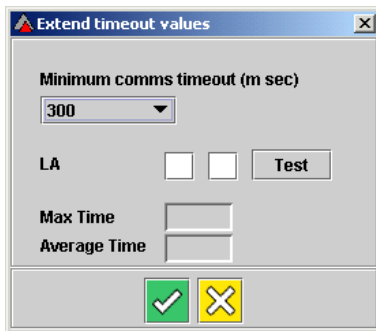 Extend timeout values
Minimum comms timeout (m sec)
300
LA Test
Max Time
Average Time